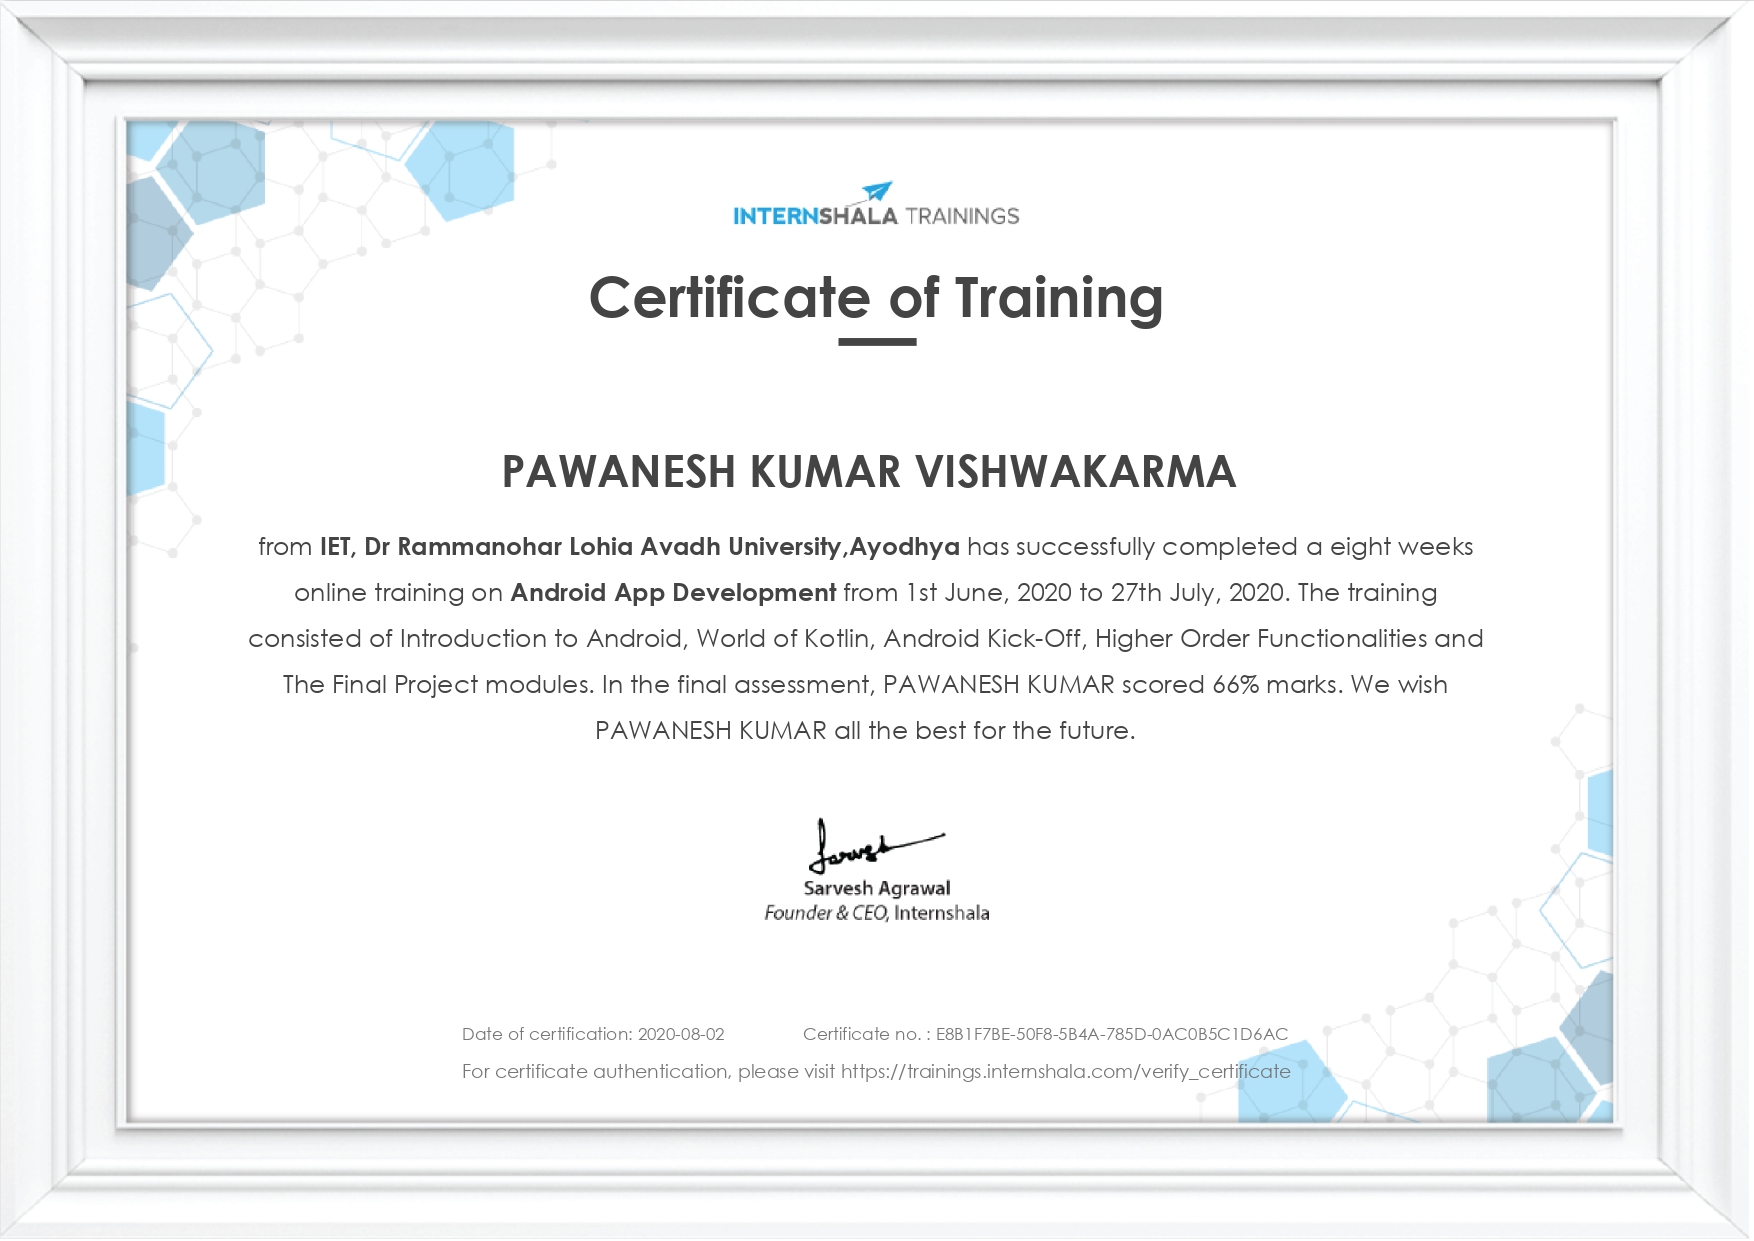 INTERNSHALA TRAININGS
Certificate of Training
PAWANESH KUMAR VISHWAKARMA
from IET, Dr Rammanohar Lohia Avadh University,Ayodhya has successfully completed a eight weeks
online training on Android App Development from 1st June, 2020 to 27th July, 2020. The training
consisted of Introduction to Android, World of Kotlin, Android Kick-Off, Higher Order Functionalities and
The Final Project modules. In the final assessment, PAWANESH KUMAR scored 66% marks. We wish
PAWANESH KUMAR all the best for the future.
Sarvesh
Sarvesh Agrawal
Founder & CEO, Internshala
Date of certification: 2020-08-02 Certificate no. : E8B1F7BE-50F8-5B4A-785D-0AC0B5C1D6AC
For certificate authentication, please visit https://trainings.internshala.com/verify_certificate